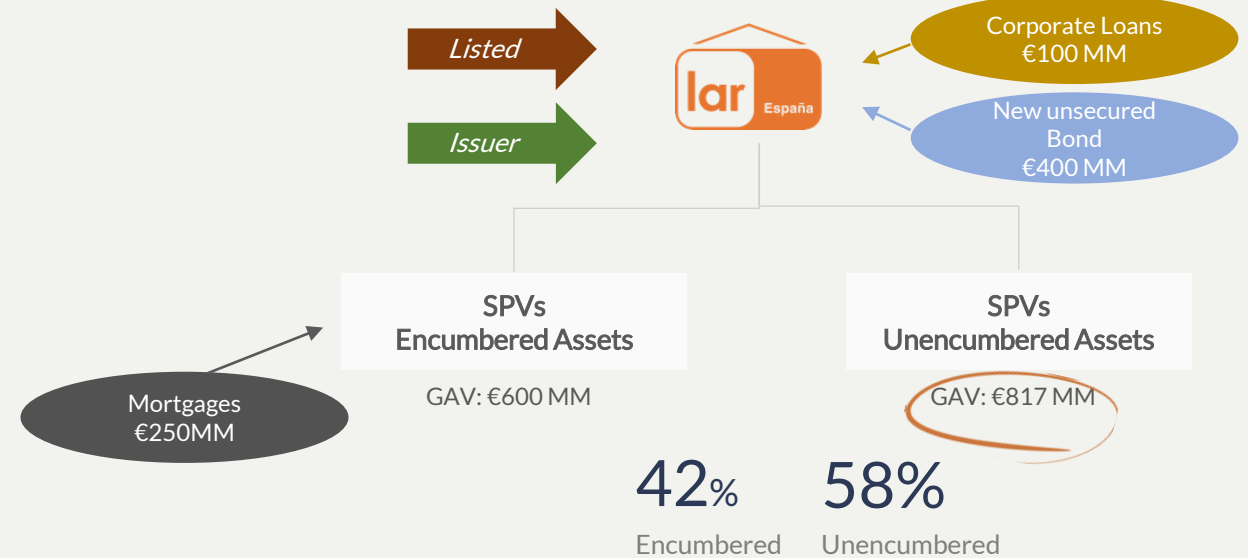 Listed
Issuer
lar
España
Corporate Loans
€100 MM
New unsecured
Bond
€400 MM
SPVs
Encumbered Assets
GAV: €600 MM
SPVs
Unencumbered Assets
GAV: €817 MM
Mortgages
€250MM
42%
Encumbered
58%
Unencumbered